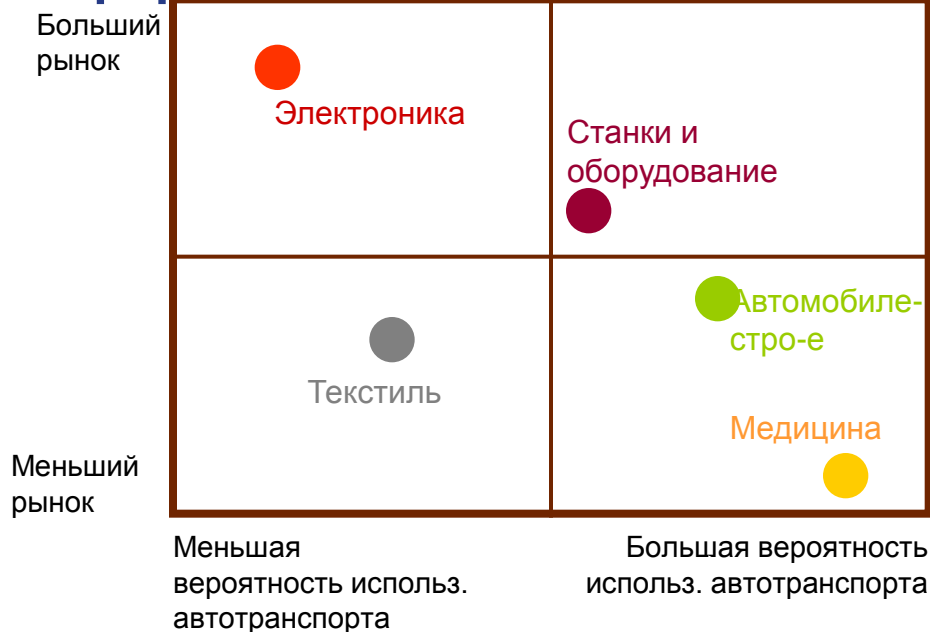 Больший
рынок
Электроника
Станки и
оборудование
Автомобиле-
стро-е
Текстиль
Медицина
Меньший
рынок
Меньшая
вероятность использ.
автотранспорта
Большая вероятность
использ. автотранспорта